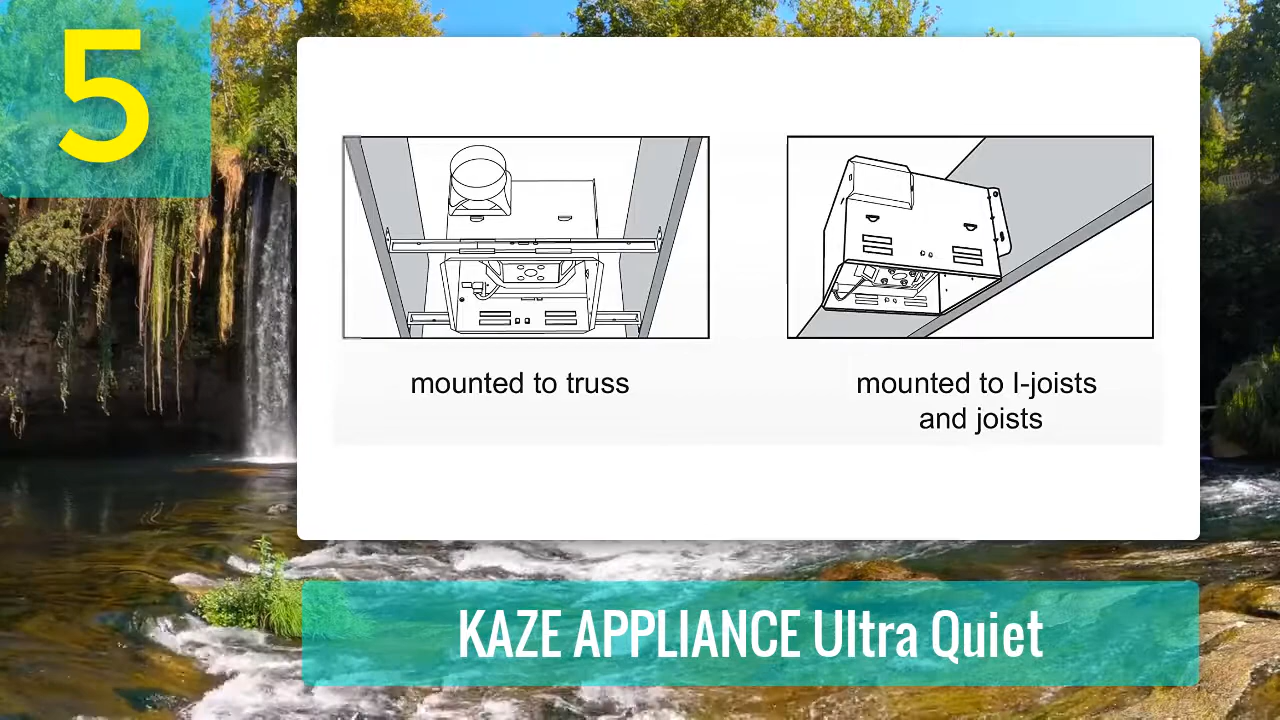 5
mounted to truss
mounted to I-joists
and joists
KAZE APPLIANCE Ultra Quiet